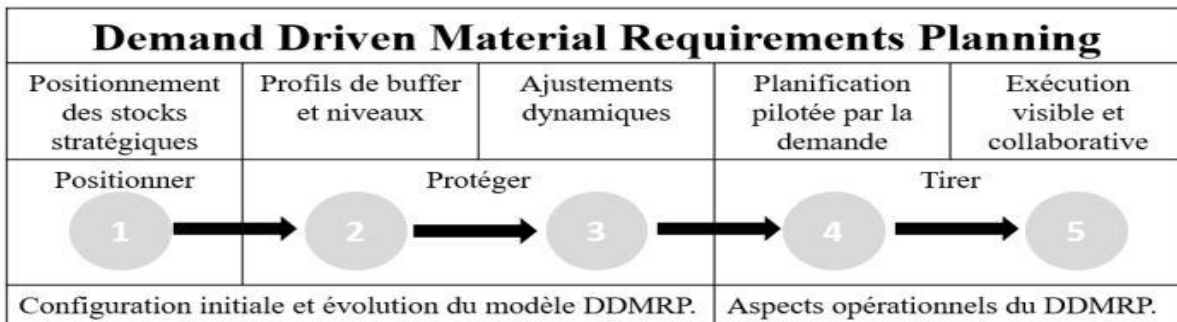 Demand Driven Material Requirements Planning
Positionnement
des stocks
stratégiques
Profils de buffer
et niveaux
Ajustements
dynamiques
Planification
pilotée par la
demande
Exécution
visible et
collaborative
Positionner
Protéger
Tirer
1
2
3
4
5
Configuration initiale et évolution du modèle DDMRP.
Aspects opérationnels du DDMRP.